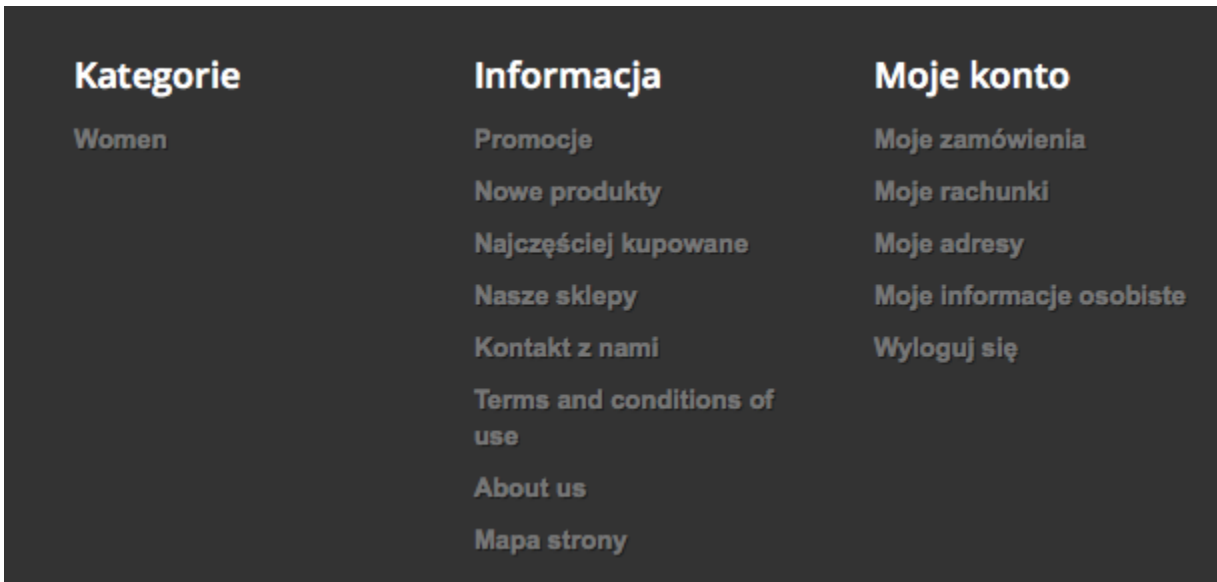 Kategorie
Women
Informacja
Promocje
Nowe produkty
Najczęściej kupowane
Nasze sklepy
Kontakt z nami
Terms and conditions of
use
About us
Mapa strony
Moje konto
Moje zamówienia
Moje rachunki
Moje adresy
Moje informacje osobiste
Wyloguj się